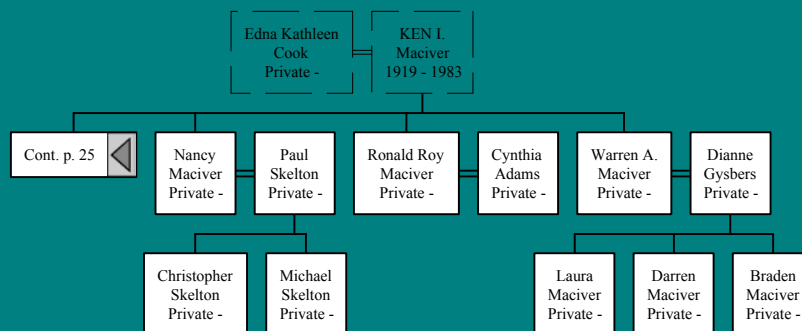 Edna Kathleen
Cook
Private -
KEN I.
Maciver
1919 - 1983
Cont. p. 25
Nancy
Maciver
Private -
Paul
Skelton
Private -
Ronald Roy
Maciver
Private -
Cynthia
Adams
Private -
Warren A.
Maciver
Private -
Dianne
Gysbers
Private -
Christopher
Skelton
Private -
Michael
Skelton
Private -
Laura
Maciver
Private -
Darren
Maciver
Private -
Braden
Maciver
Private -